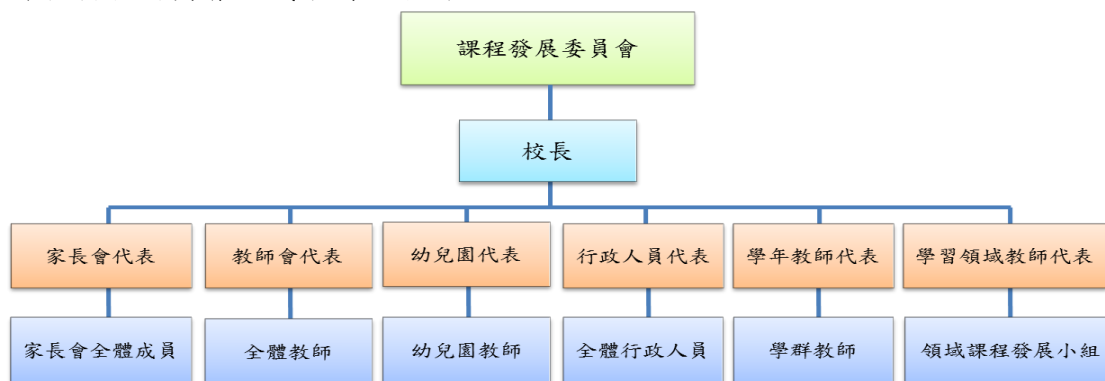 課程發展委員會
校長
家長會代表
教師會代表
幼兒園代表
行政人員代表
學年教師代表
學習領域教師代表
家長會全體成員
全體教師
幼兒園教師
全體行政人員
學群教師
領域課程發展小組